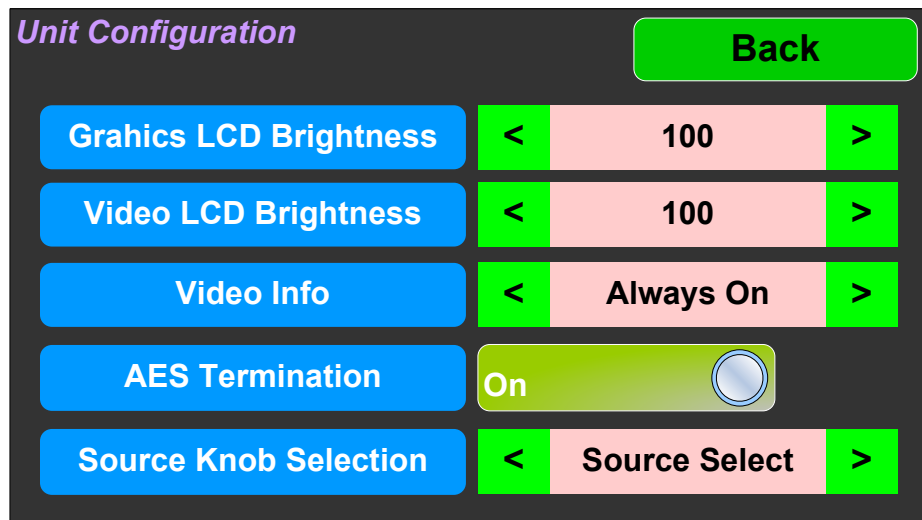 Unit Configuration
Back
Grahics LCD Brightness < 100 >
Video LCD Brightness < 100 >
Video Info < Always On >
AES Termination On
Source Knob Selection < Source Select >